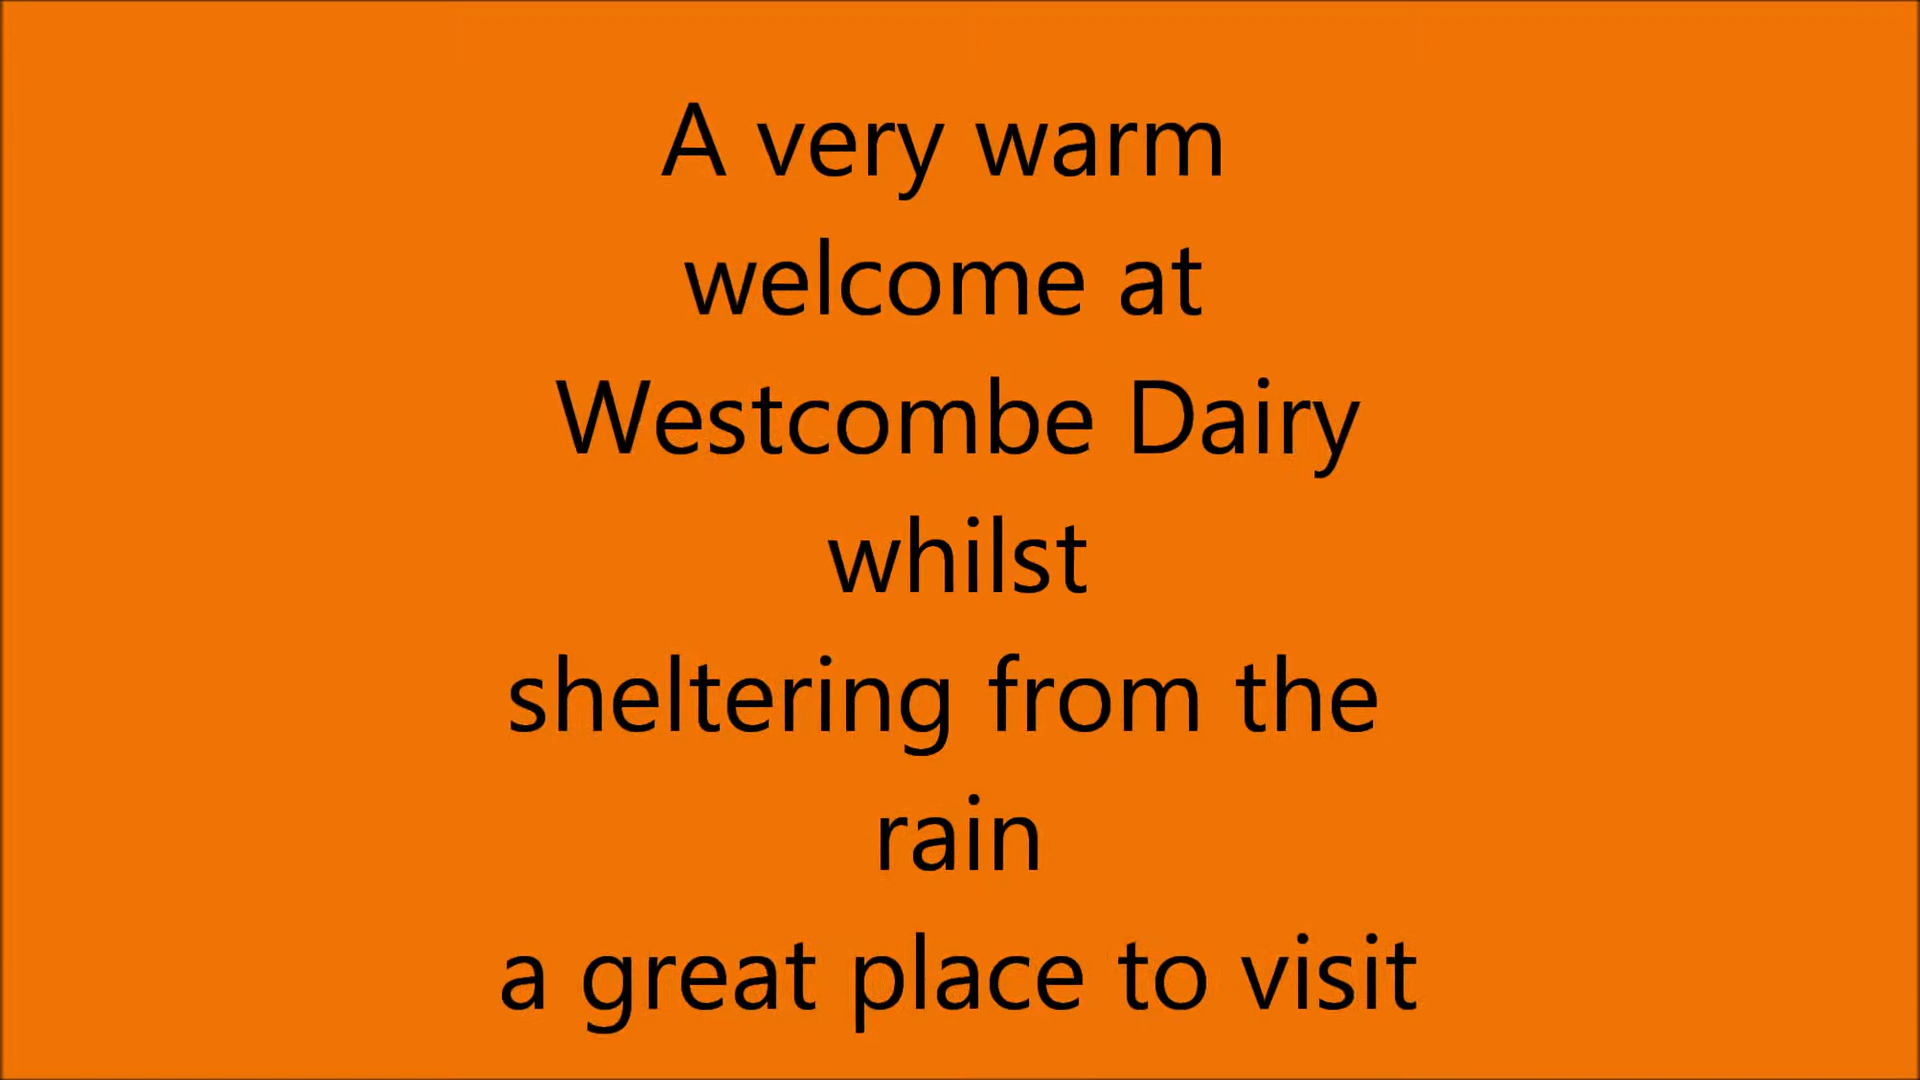 A very warm
welcome at
Westcombe Dairy
whilst
sheltering from the
rain
a great place to visit